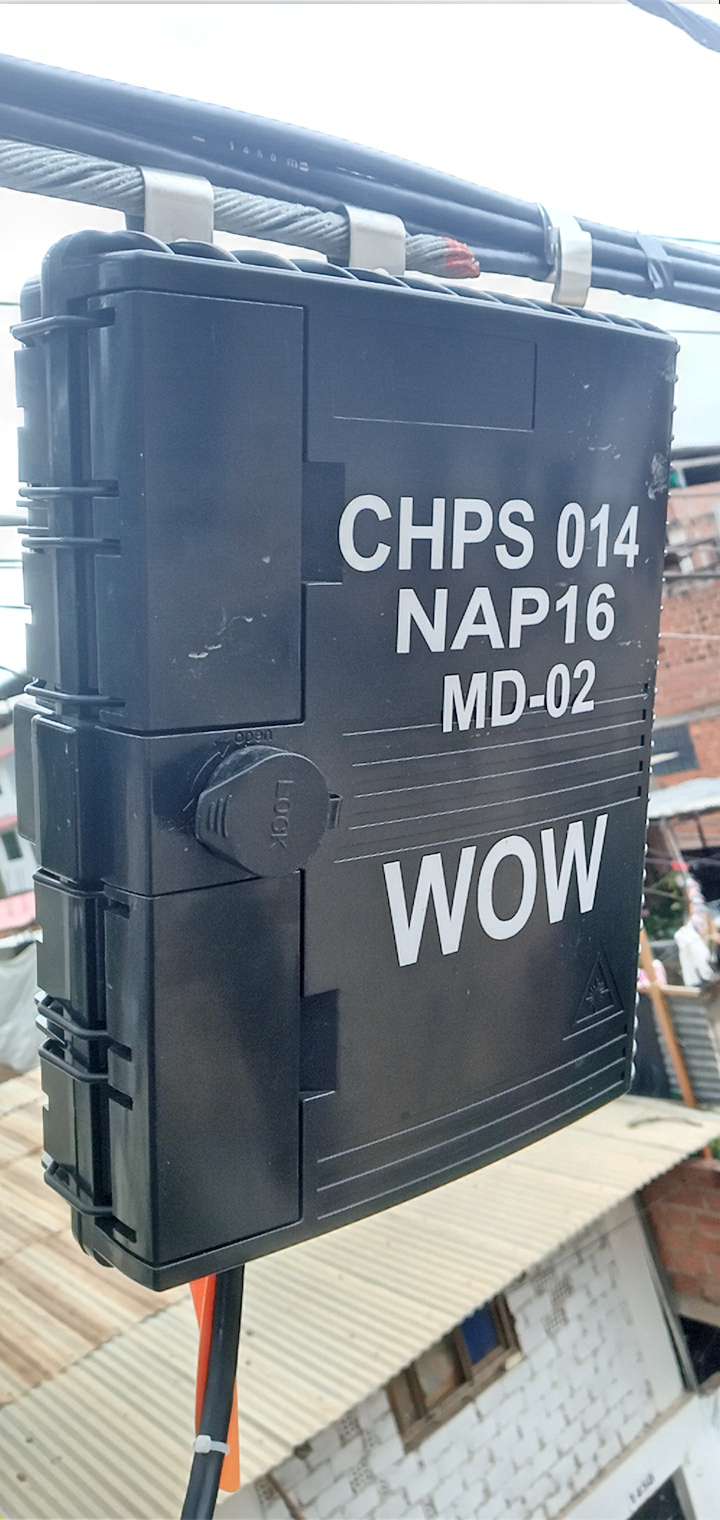 CHPS 014
NAP16
MD-02
open
LOCK
WOW